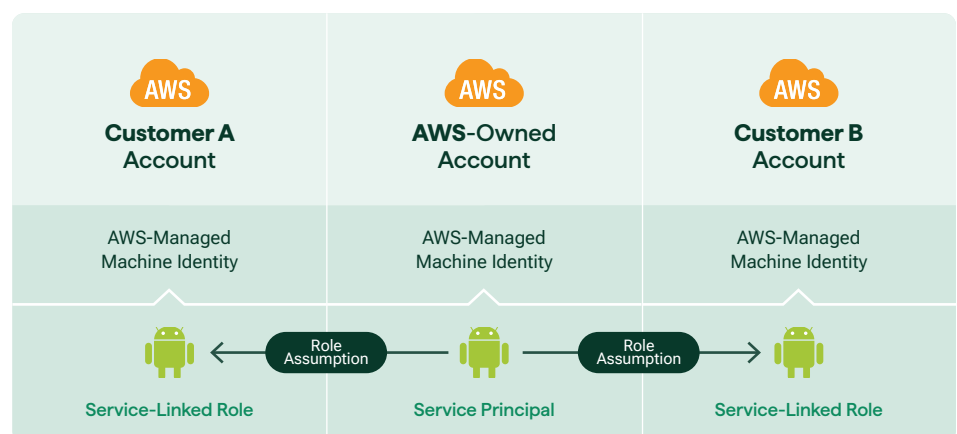 AWS
AWS
AWS
Customer A
Account
AWS-Owned
Account
Customer B
Account
AWS-Managed
Machine Identity
AWS-Managed
Machine Identity
AWS-Managed
Machine Identity
Role
Assumption
Role
Assumption
Service-Linked Role
Service Principal
Service-Linked Role